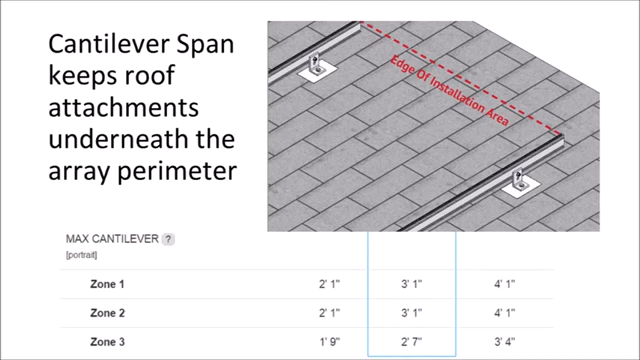 Cantilever Span
keeps roof
attachments
underneath the
array perimeter
Edge Of Installation Area
MAX CANTILEVER ?
[portrait]
Zone 1 2' 1" 3' 1" 4' 1"
Zone 2 2' 1" 3' 1" 4' 1"
Zone 3 1' 9" 2' 7" 3' 4"